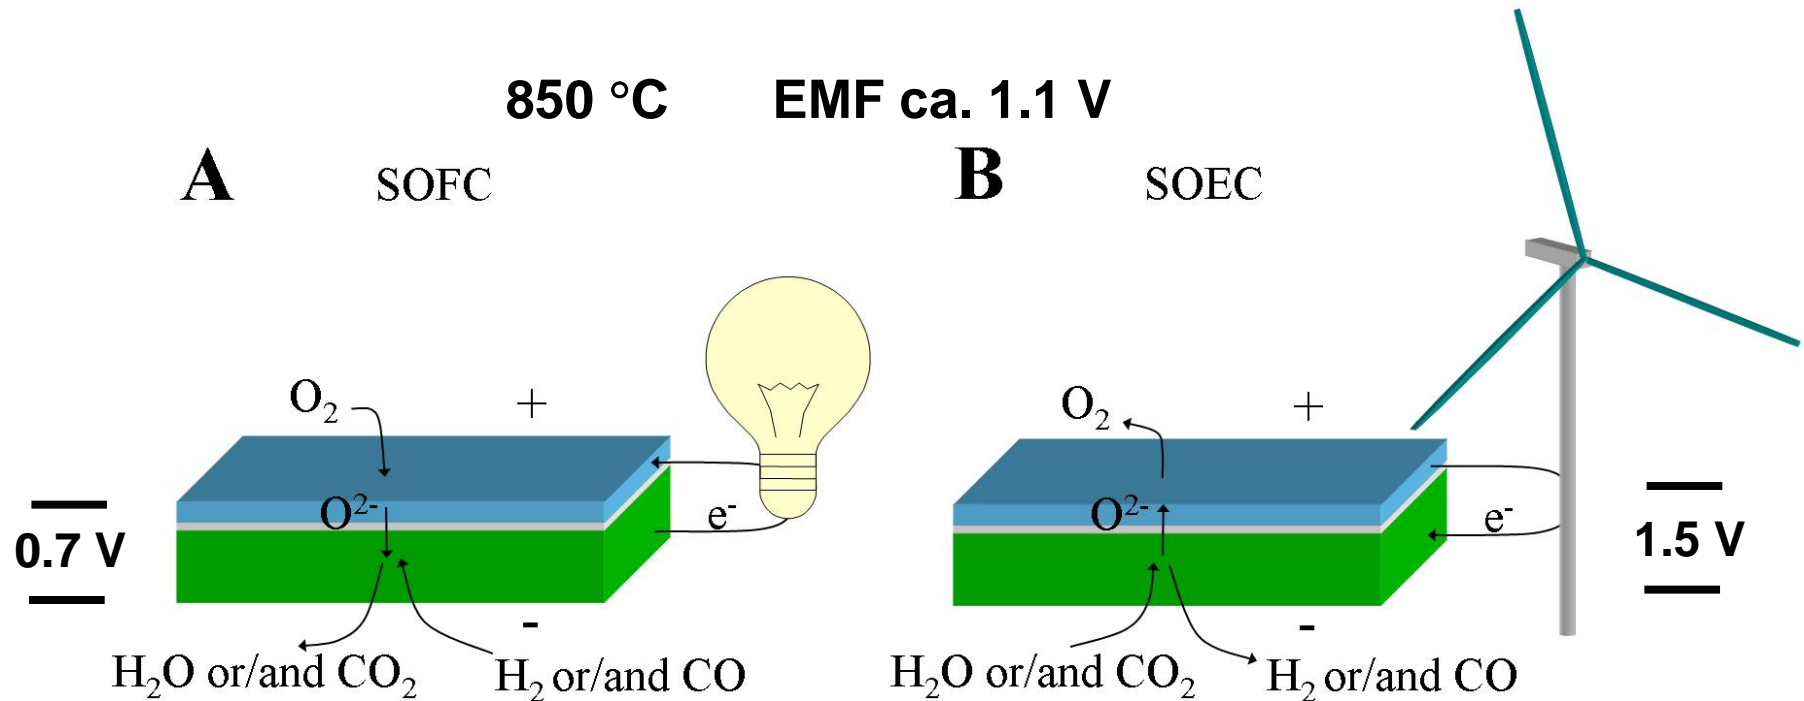 850 °C EMF ca. 1.1 V
A SOFC
B SOEC
O₂ +
O²⁻
e⁻
0.7 V
-
H₂O or/and CO₂ H₂ or/and CO
O₂ +
O²⁻
e⁻
1.5 V
-
H₂O or/and CO₂ H₂ or/and CO